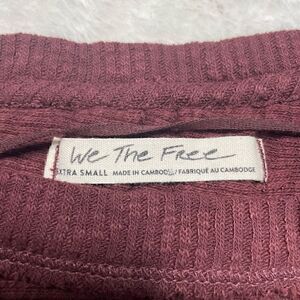 We The Free
EXTRA SMALL MADE IN CAMBODIA/FABRIQUÉ AU CAMBODGE